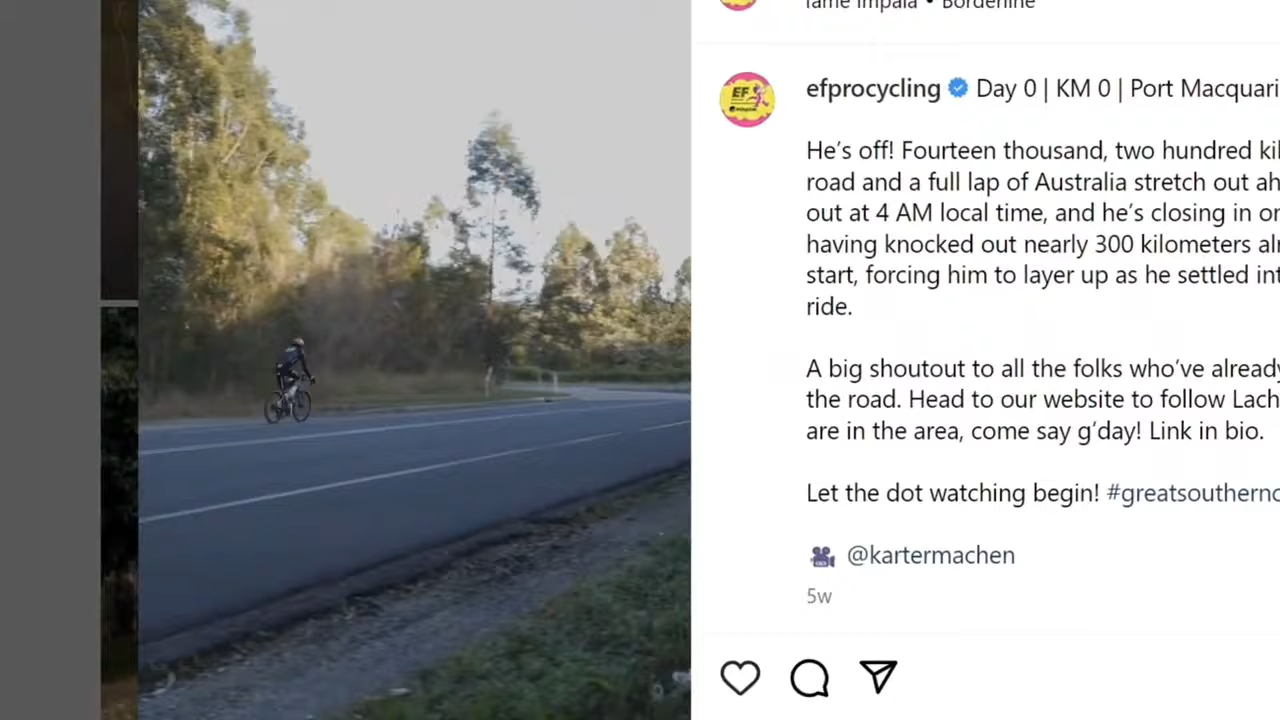 Tame Impala • Borderline
efprocycling Day 0 | KM 0 | Port Macquari
He's off! Fourteen thousand, two hundred kil
road and a full lap of Australia stretch out ah
out at 4 AM local time, and he's closing in on
having knocked out nearly 300 kilometers alr
start, forcing him to layer up as he settled int
ride.
A big shoutout to all the folks who've already
the road. Head to our website to follow Lach
are in the area, come say g'day! Link in bio.
Let the dot watching begin! #greatsouthernc
@kartermachen
5w
EF